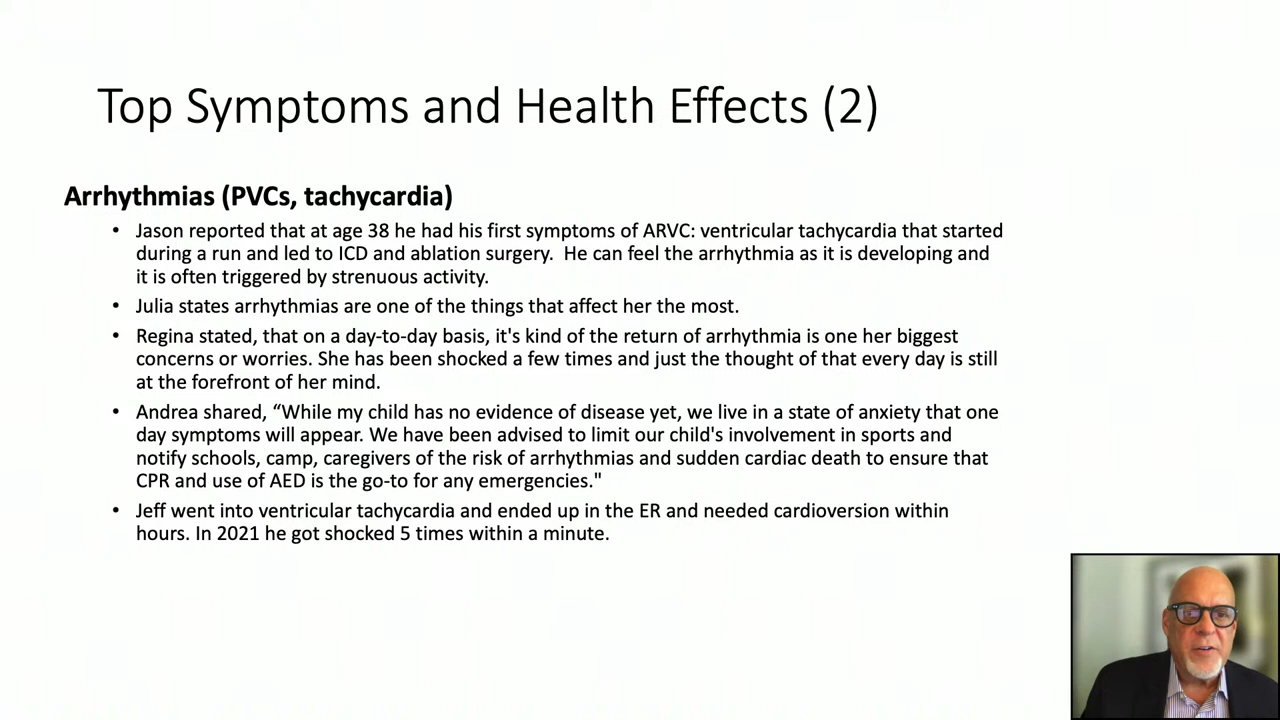 Top Symptoms and Health Effects (2)
Arrhythmias (PVCs, tachycardia)
• Jason reported that at age 38 he had his first symptoms of ARVC: ventricular tachycardia that started
during a run and led to ICD and ablation surgery.  He can feel the arrhythmia as it is developing and
it is often triggered by strenuous activity.
• Julia states arrhythmias are one of the things that affect her the most.
• Regina stated, that on a day-to-day basis, it's kind of the return of arrhythmia is one her biggest
concerns or worries. She has been shocked a few times and just the thought of that every day is still
at the forefront of her mind.
• Andrea shared, “While my child has no evidence of disease yet, we live in a state of anxiety that one
day symptoms will appear. We have been advised to limit our child's involvement in sports and
notify schools, camp, caregivers of the risk of arrhythmias and sudden cardiac death to ensure that
CPR and use of AED is the go-to for any emergencies."
• Jeff went into ventricular tachycardia and ended up in the ER and needed cardioversion within
hours. In 2021 he got shocked 5 times within a minute.